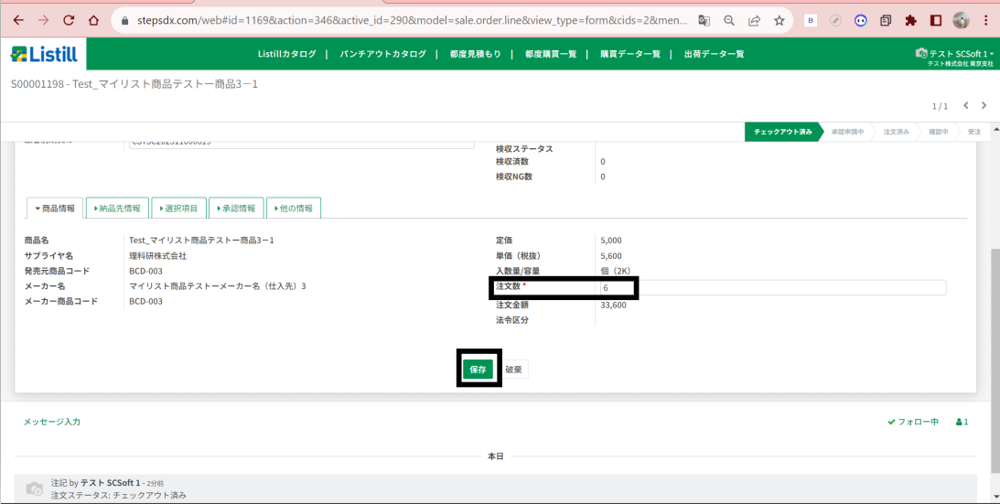 stepsdx.com/web#id=1169&action=346&active_id=290&model=sale.order.line&view_type=form&cids=2&men...
Listill
Listillカタログ | パンチアウトカタログ | 都度見積もり | 都度購買一覧 | 購買データ一覧 | 出荷データ一覧
テスト SCSoft 1
テスト株式会社 東京支社
S00001198 - Test_マイリスト商品テストー商品3ー1
1/1
チェックアウト済み 承認申請中 注文済み 確認中 受注
検収ステータス
検収済数 0
検収NG数 0
商品情報 納品先情報 選択項目 承認情報 他の情報
商品名 Test_マイリスト商品テストー商品3ー1 定価 5,000
サプライヤ名 理科研株式会社 単価（税抜） 5,600
発売元商品コード BCD-003 入数量/容量 個（2K）
メーカー名 マイリスト商品テストーメーカー名（仕入先）3 注文数 * 6
メーカー商品コード BCD-003 注文金額 33,600
法令区分
保存 破棄
メッセージ入力 フォロー中 1
本日
注記 by テスト SCSoft 1 - 2分前
注文ステータス: チェックアウト済み